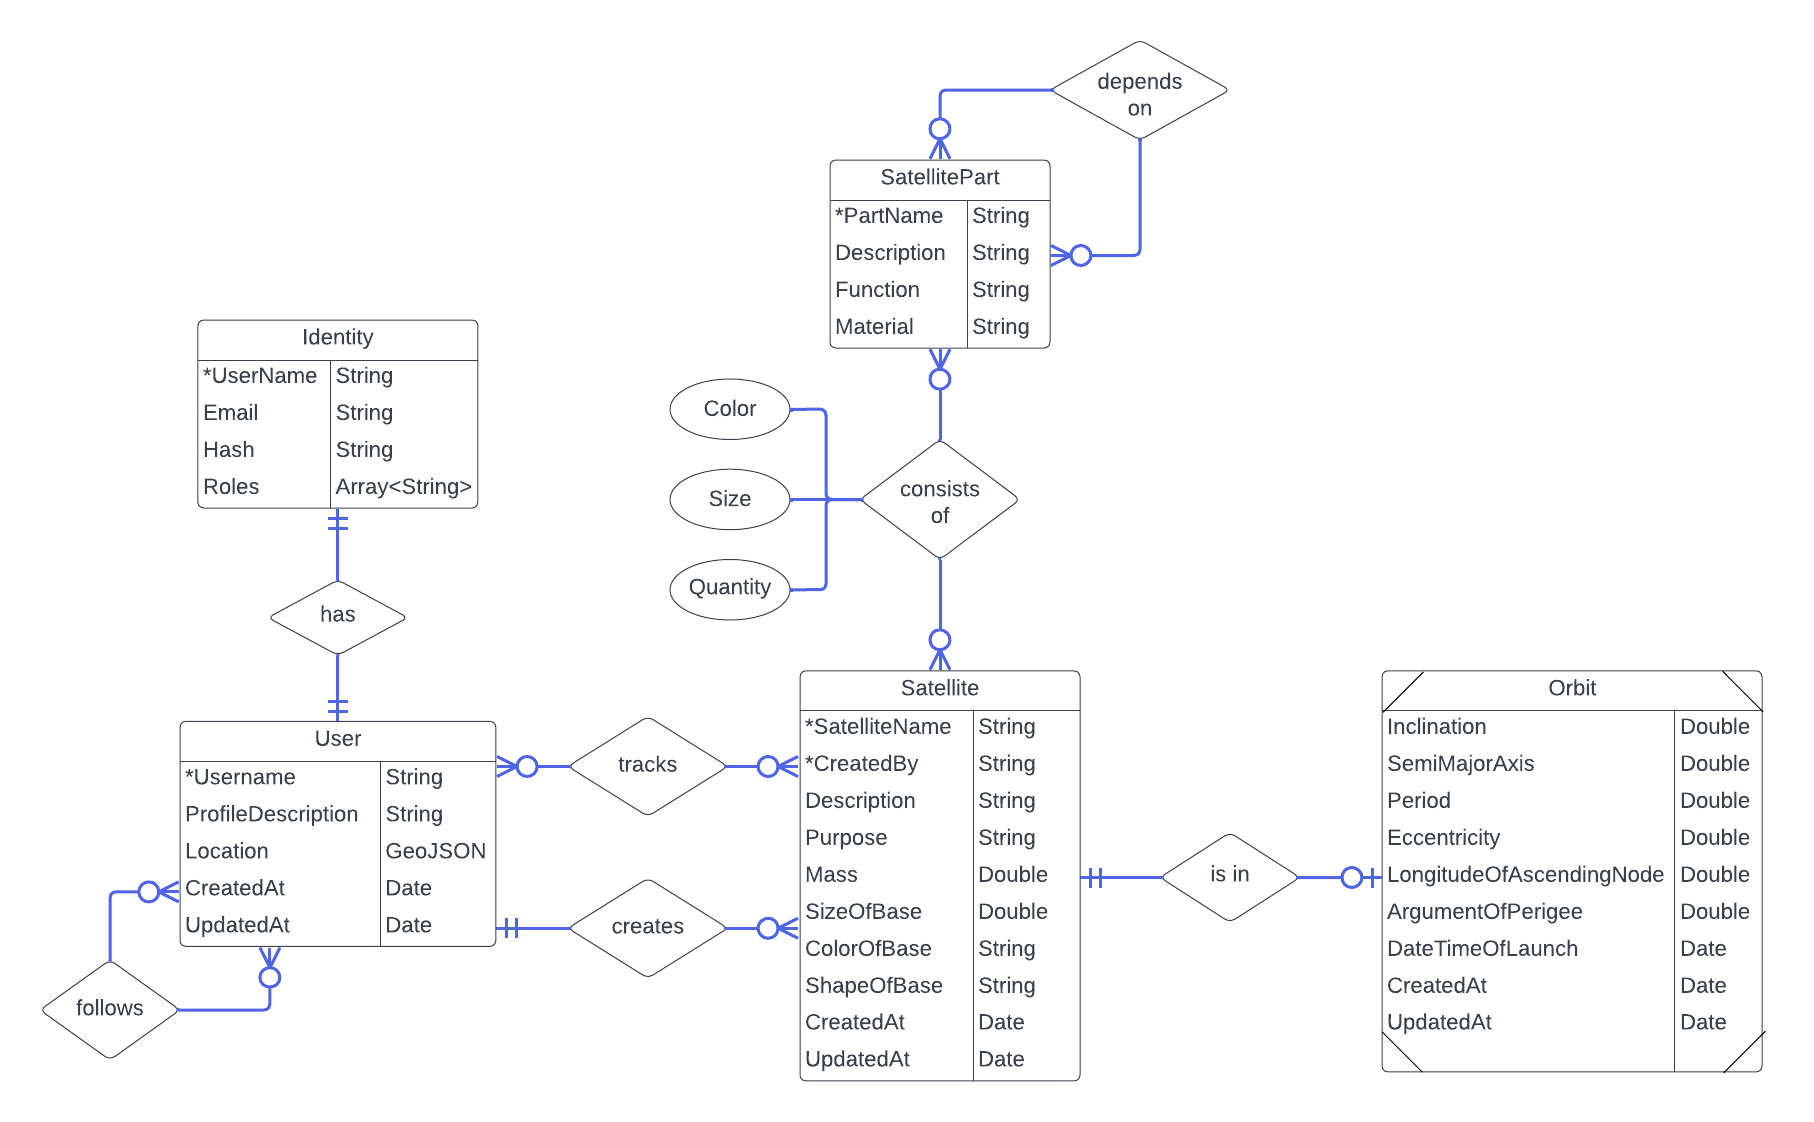 depends
on
SatellitePart
*PartName String
Description String
Function String
Material String
Identity
*UserName String
Email String
Hash String
Roles Array<String>
Color
Size
Quantity
consists
of
has
User
*Username String
ProfileDescription String
Location GeoJSON
CreatedAt Date
UpdatedAt Date
follows
tracks
creates
Satellite
*SatelliteName String
*CreatedBy String
Description String
Purpose String
Mass Double
SizeOfBase Double
ColorOfBase String
ShapeOfBase String
CreatedAt Date
UpdatedAt Date
is in
Orbit
Inclination Double
SemiMajorAxis Double
Period Double
Eccentricity Double
LongitudeOfAscendingNode Double
ArgumentOfPerigee Double
DateTimeOfLaunch Date
CreatedAt Date
UpdatedAt Date